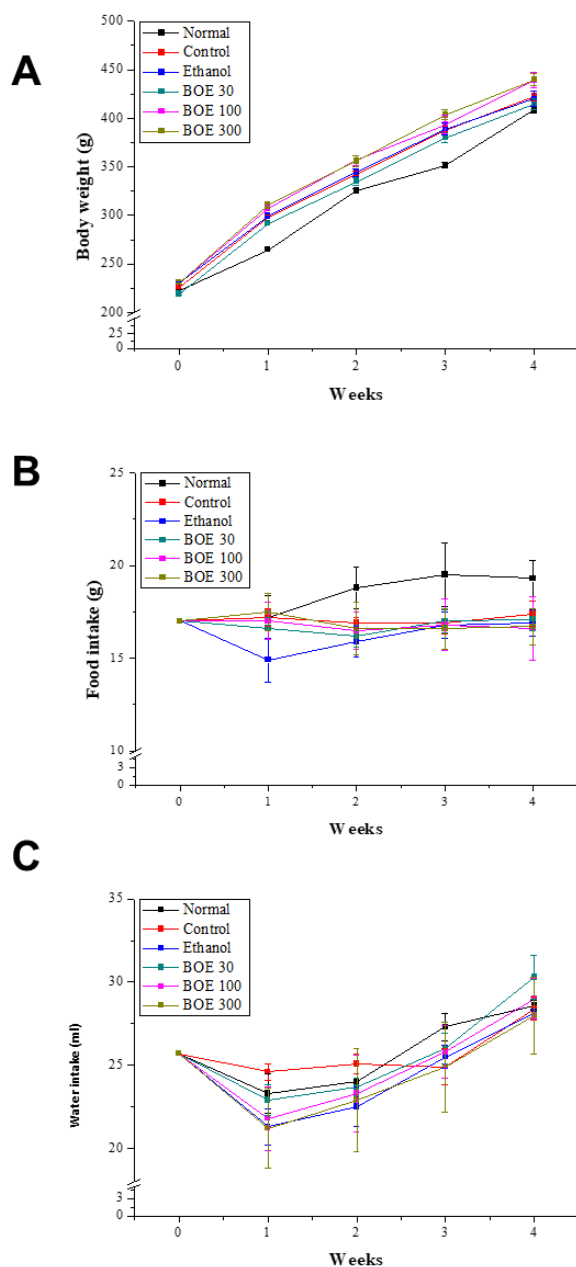 A
Body weight (g)
500
450
400
350
300
250
200
25
0
Normal
Control
Ethanol
BOE 30
BOE 100
BOE 300
0 1 2 3 4
Weeks
B
Food intake (g)
25
20
15
10
3
0
Normal
Control
Ethanol
BOE 30
BOE 100
BOE 300
0 1 2 3 4
Weeks
C
Water intake (ml)
35
30
25
20
3
0
Normal
Control
Ethanol
BOE 30
BOE 100
BOE 300
0 1 2 3 4
Weeks